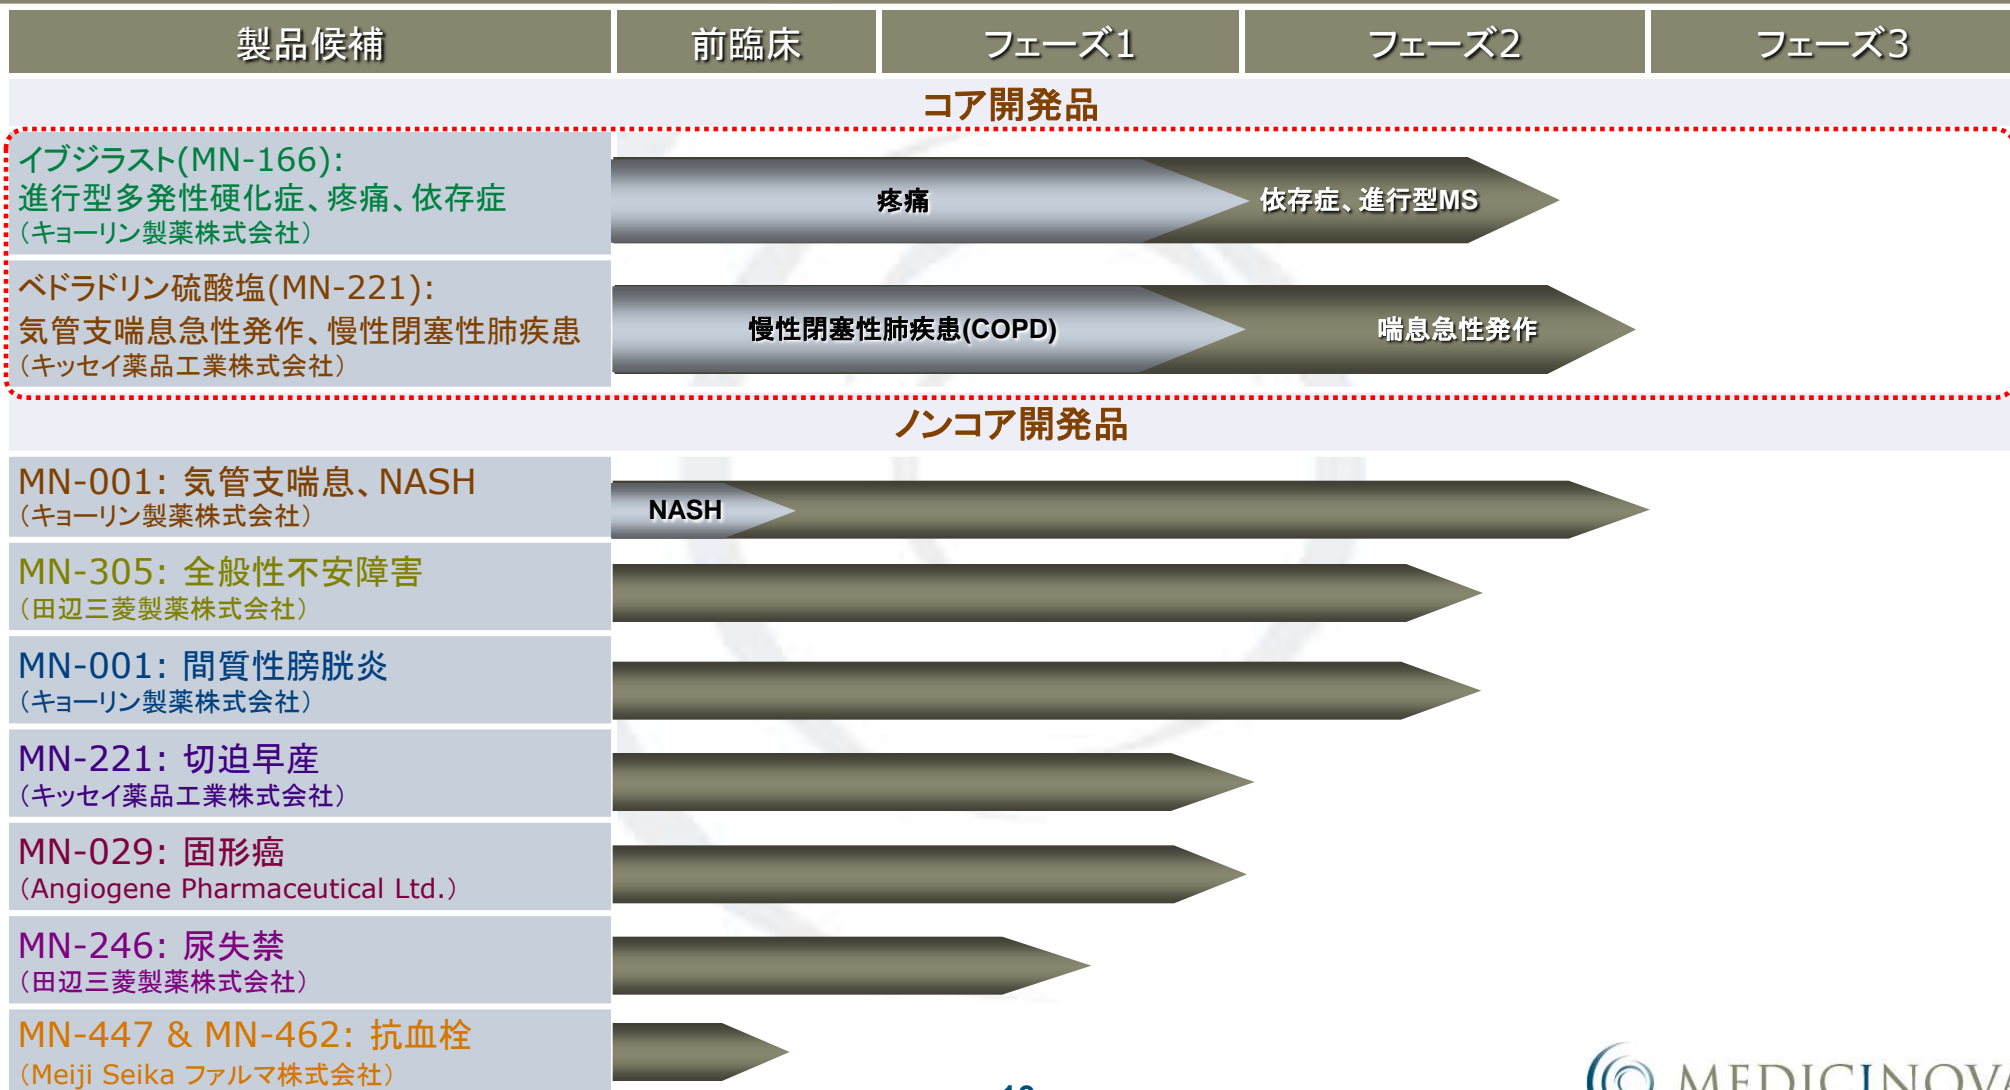 製品候補 前臨床 フェーズ1 フェーズ2 フェーズ3
コア開発品
イブジラスト(MN-166):
進行型多発性硬化症、疼痛、依存症
（キョーリン製薬株式会社）
疼痛
依存症、進行型MS
ベドラドリン硫酸塩(MN-221):
気管支喘息急性発作、慢性閉塞性肺疾患
（キッセイ薬品工業株式会社）
慢性閉塞性肺疾患(COPD)
喘息急性発作
ノンコア開発品
MN-001: 気管支喘息、NASH
（キョーリン製薬株式会社）
NASH
MN-305: 全般性不安障害
（田辺三菱製薬株式会社）
MN-001: 間質性膀胱炎
（キョーリン製薬株式会社）
MN-221: 切迫早産
（キッセイ薬品工業株式会社）
MN-029: 固形癌
（Angiogene Pharmaceutical Ltd.）
MN-246: 尿失禁
（田辺三菱製薬株式会社）
MN-447 & MN-462: 抗血栓
（Meiji Seika ファルマ株式会社）
MEDICINOVA